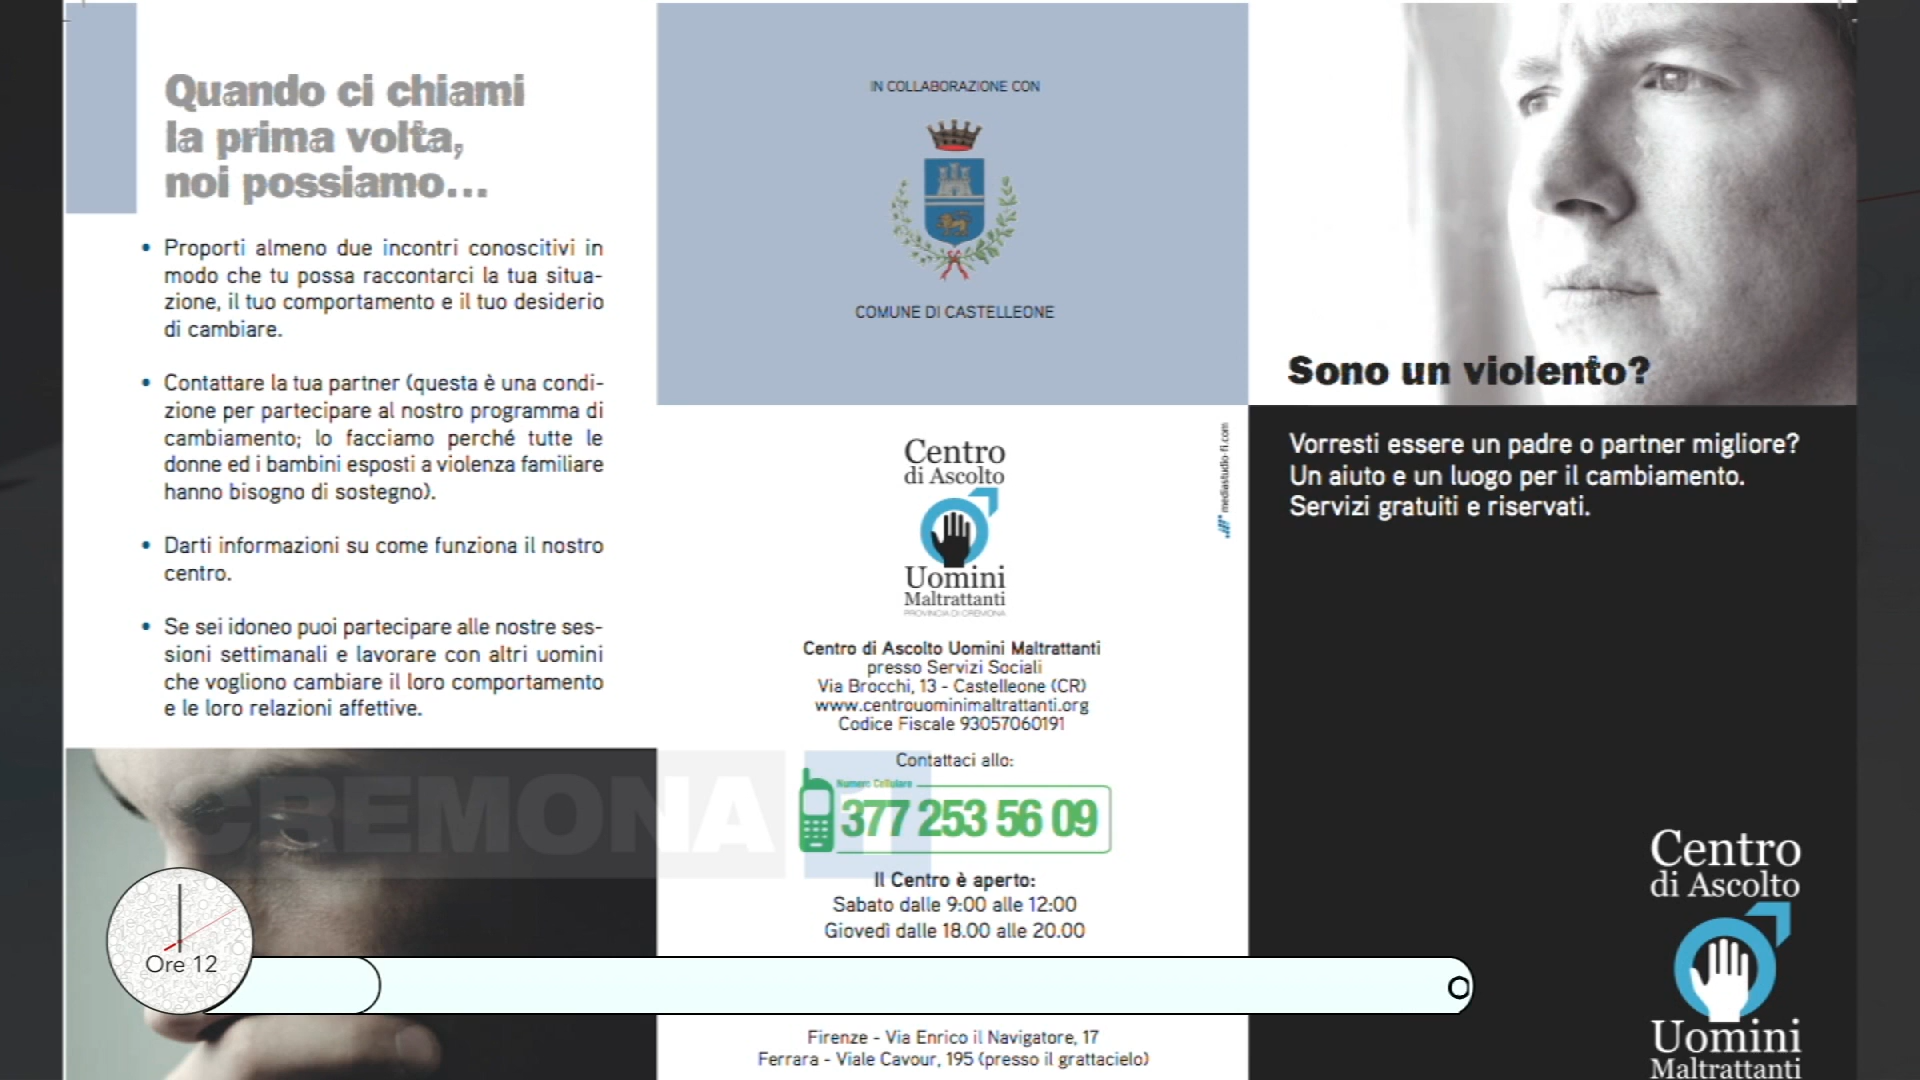 Quando ci chiami
la prima volta,
noi possiamo...
• Proporti almeno due incontri conoscitivi in
modo che tu possa raccontarci la tua situa-
zione, il tuo comportamento e il tuo desiderio
di cambiare.
• Contattare la tua partner (questa è una condi-
zione per partecipare al nostro programma di
cambiamento; lo facciamo perché tutte le
donne ed i bambini esposti a violenza familiare
hanno bisogno di sostegno).
• Darti informazioni su come funziona il nostro
centro.
• Se sei idoneo puoi partecipare alle nostre ses-
sioni settimanali e lavorare con altri uomini
che vogliono cambiare il loro comportamento
e le loro relazioni affettive.
CREMONA 1
Ore 12
IN COLLABORAZIONE CON
COMUNE DI CASTELLEONE
Centro
di Ascolto
Uomini
Maltrattanti
PROVINCIA DI CREMONA
mediastudio-fi.com
Centro di Ascolto Uomini Maltrattanti
presso Servizi Sociali
Via Brocchi, 13 - Castelleone (CR)
www.centrouominimaltrattanti.org
Codice Fiscale 93057060191
Contattaci allo:
Numero Cellulare
377 253 56 09
Il Centro è aperto:
Sabato dalle 9:00 alle 12:00
Giovedì dalle 18.00 alle 20.00
Firenze - Via Enrico il Navigatore, 17
Ferrara - Viale Cavour, 195 (presso il grattacielo)
Sono un violento?
Vorresti essere un padre o partner migliore?
Un aiuto e un luogo per il cambiamento.
Servizi gratuiti e riservati.
Centro
di Ascolto
Uomini
Maltrattanti